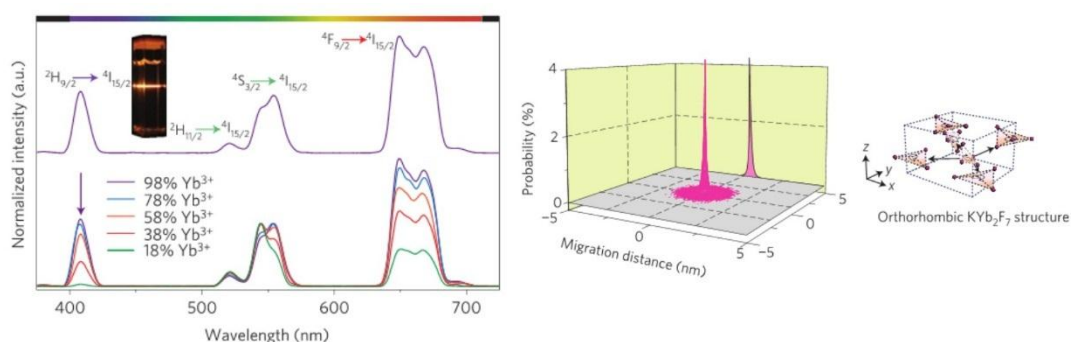 ⁴F₉/₂ → ⁴I₁₅/₂
²H₉/₂ → ⁴I₁₅/₂
⁴S₃/₂ → ⁴I₁₅/₂
²H₁₁/₂ → ⁴I₁₅/₂
Normalized intensity (a.u.)
98% Yb³⁺
78% Yb³⁺
58% Yb³⁺
38% Yb³⁺
18% Yb³⁺
400 500 600 700
Wavelength (nm)
Probability (%)
4
2
0
−5 0 5
Migration distance (nm)
−5 0 5
z
y
x
Orthorhombic KYb₂F₇ structure